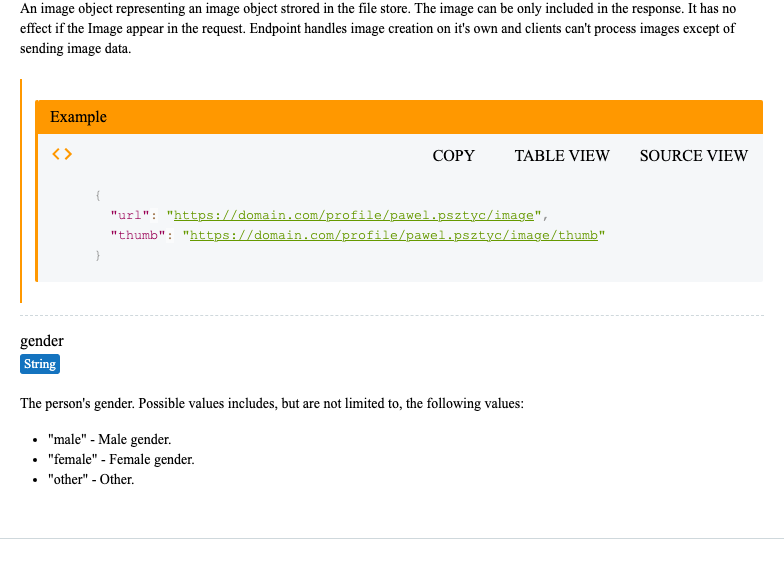 An image object representing an image object strored in the file store. The image can be only included in the response. It has no
effect if the Image appear in the request. Endpoint handles image creation on it's own and clients can't process images except of
sending image data.
Example
<> COPY TABLE VIEW SOURCE VIEW
{
"url": "https://domain.com/profile/pawel.psztyc/image",
"thumb": "https://domain.com/profile/pawel.psztyc/image/thumb"
}
gender
String
The person's gender. Possible values includes, but are not limited to, the following values:
• "male" - Male gender.
• "female" - Female gender.
• "other" - Other.